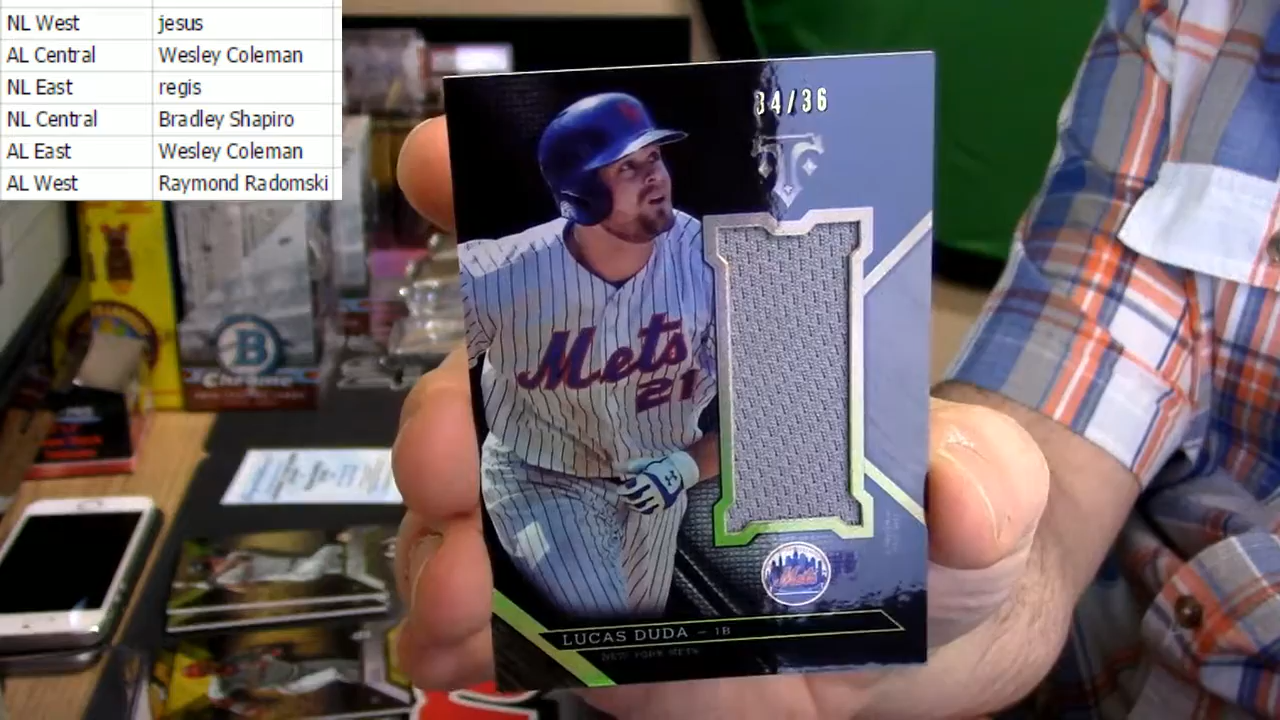 NL West jesus
AL Central Wesley Coleman
NL East regis
NL Central Bradley Shapiro
AL East Wesley Coleman
AL West Raymond Radomski
34/36
Mets
21
Mets
LUCAS DUDA – 1B
NEW YORK METS
B
Chrome